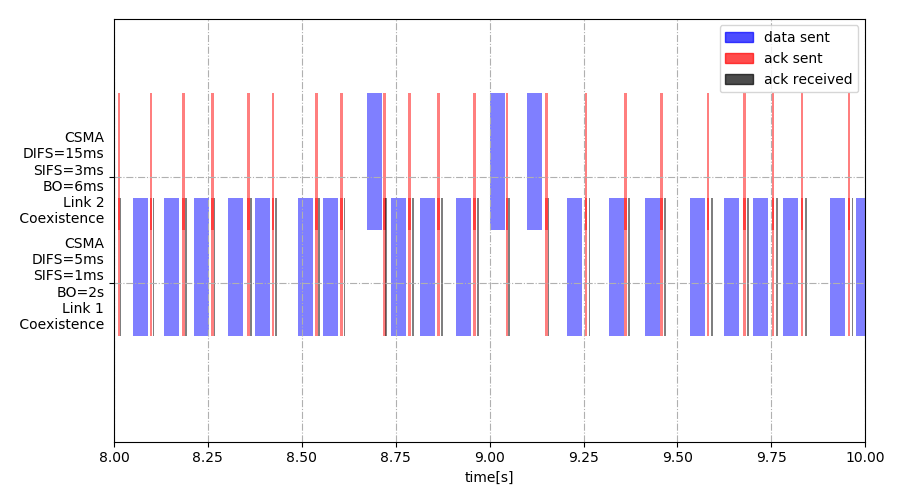 data sent
ack sent
ack received
CSMA
DIFS=15ms
SIFS=3ms
BO=6ms
Link 2
Coexistence
CSMA
DIFS=5ms
SIFS=1ms
BO=2s
Link 1
Coexistence
8.00 8.25 8.50 8.75 9.00 9.25 9.50 9.75 10.00
time[s]